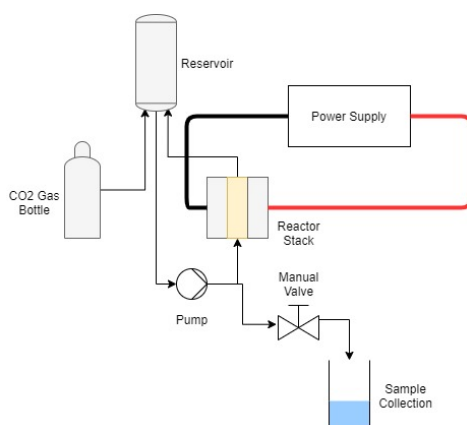 Reservoir
Power Supply
CO2 Gas
Bottle
Reactor
Stack
Manual
Valve
Pump
Sample
Collection